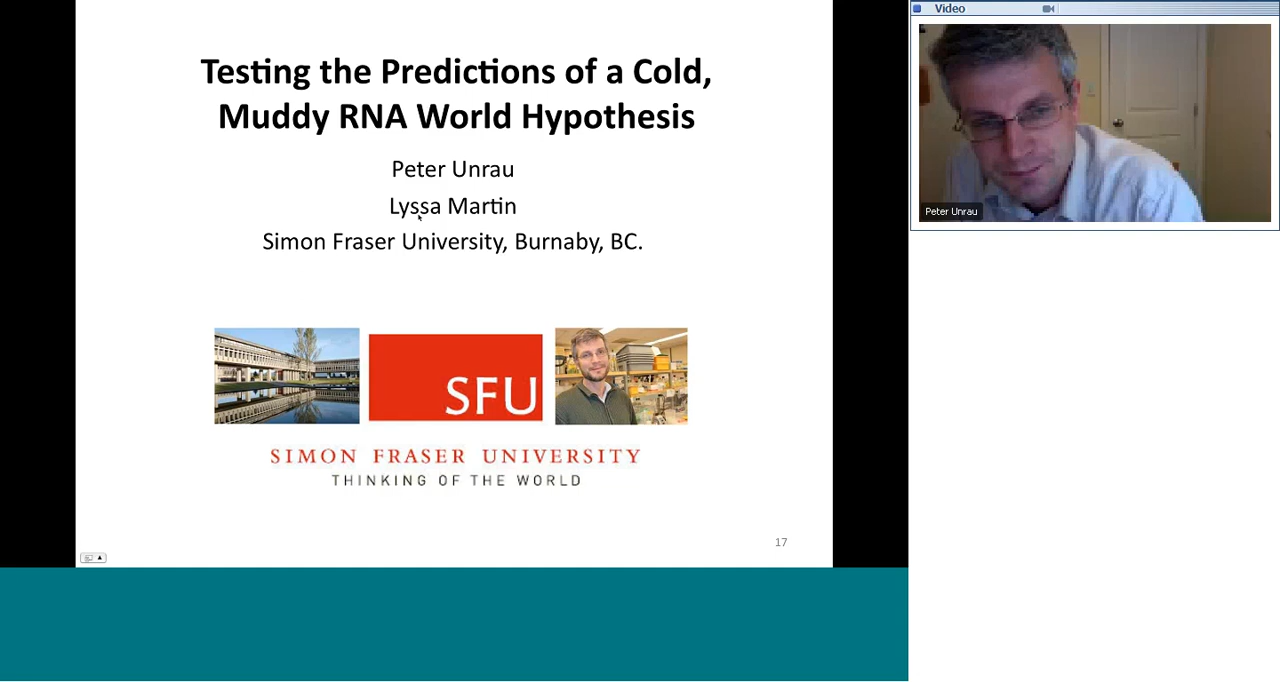 Testing the Predictions of a Cold,
Muddy RNA World Hypothesis
Peter Unrau
Lyssa Martin
Simon Fraser University, Burnaby, BC.
SFU
SIMON FRASER UNIVERSITY
THINKING OF THE WORLD
17
Video
Peter Unrau